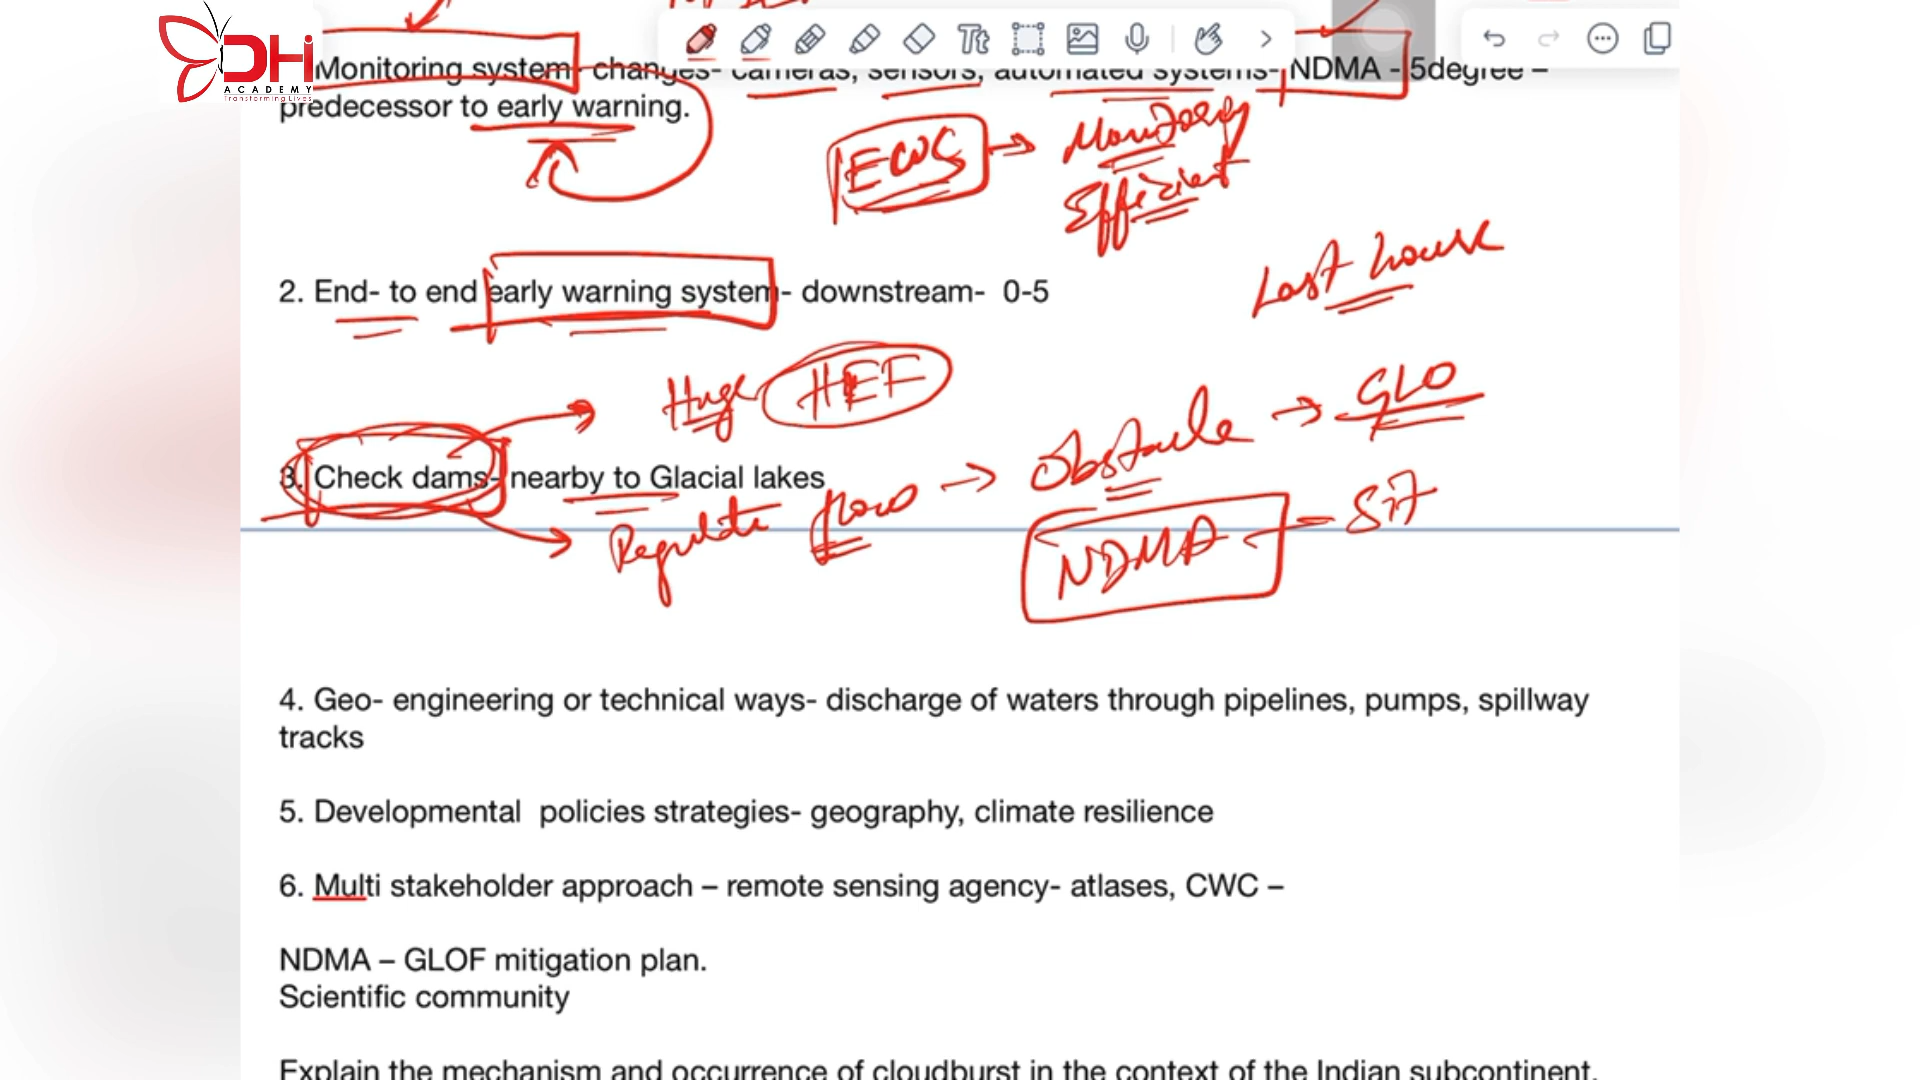 DHi
ACADEMY
Transforming Lives
Monitoring system- changes- cameras, sensors, automated systems- NDMA - 5degree –
predecessor to early warning.
EWS → Monitoring
Efficient
Last house
2. End- to end early warning system- downstream- 0-5
Huge HEF
Obstacle → GLO
3. Check dams- nearby to Glacial lakes
Regulate flow →
NDMA
4. Geo- engineering or technical ways- discharge of waters through pipelines, pumps, spillway
tracks
5. Developmental policies strategies- geography, climate resilience
6. Multi stakeholder approach – remote sensing agency- atlases, CWC –
NDMA – GLOF mitigation plan.
Scientific community
Explain the mechanism and occurrence of cloudburst in the context of the Indian subcontinent.